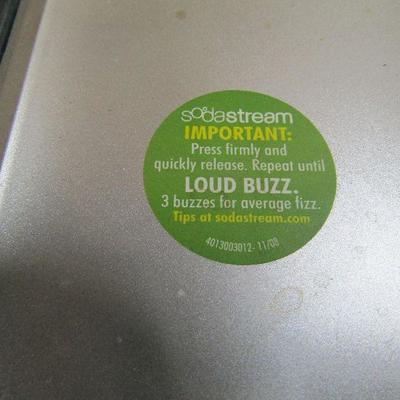 sodastream
IMPORTANT:
Press firmly and
quickly release. Repeat until
LOUD BUZZ.
3 buzzes for average fizz.
Tips at sodastream.com
4013003012- 11/08